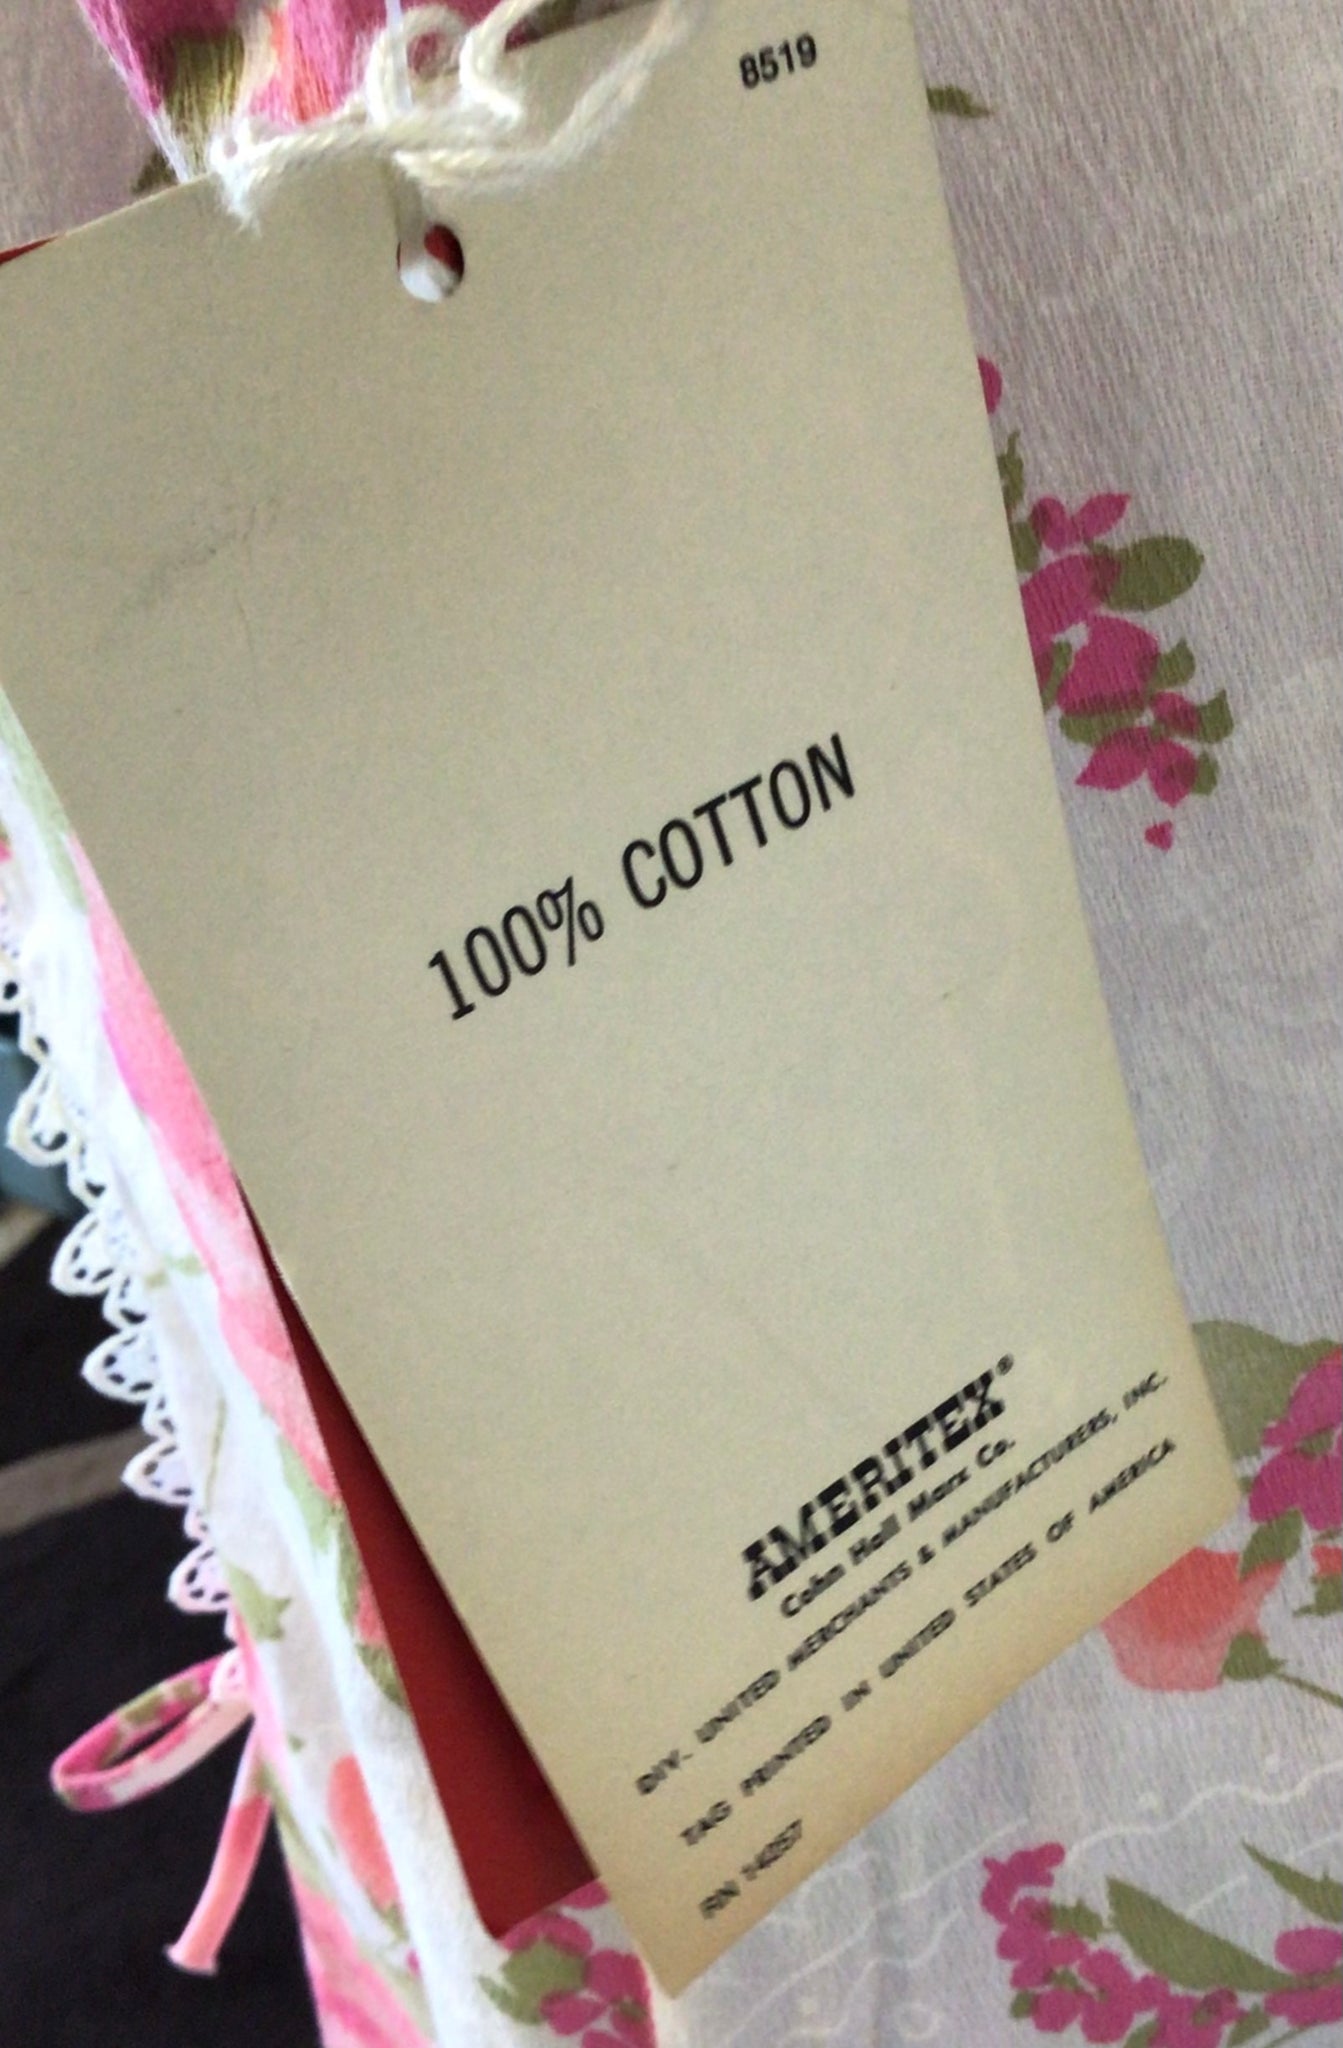 8519
100% COTTON
AMERITEX®
Cohn Hall Marx Co.
DIV. UNITED MERCHANTS & MANUFACTURERS, INC.
TAG PRINTED IN UNITED STATES OF AMERICA
RN